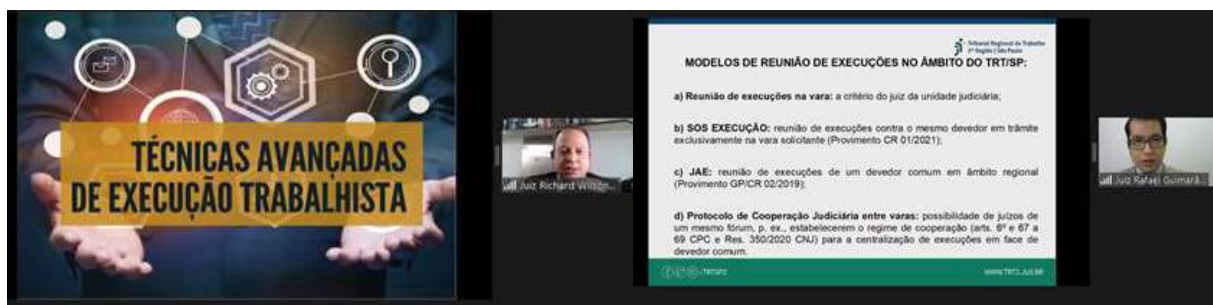 TÉCNICAS AVANÇADAS
DE EXECUÇÃO TRABALHISTA
Juiz Richard Wilson
Tribunal Regional do Trabalho
2ª Região | São Paulo
MODELOS DE REUNIÃO DE EXECUÇÕES NO ÂMBITO DO TRT/SP:
a) Reunião de execuções na vara: a critério do juiz da unidade judiciária;
b) SOS EXECUÇÃO: reunião de execuções contra o mesmo devedor em trâmite
exclusivamente na vara solicitante (Provimento CR 01/2021);
c) JAE: reunião de execuções de um devedor comum em âmbito regional
(Provimento GP/CR 02/2019);
d) Protocolo de Cooperação Judiciária entre varas: possibilidade de juízos de
um mesmo fórum, p. ex., estabelecerem o regime de cooperação (arts. 6º e 67 a
69 CPC e Res. 350/2020 CNJ) para a centralização de execuções em face de
devedor comum.
/TRTSP2
WWW.TRT2.JUS.BR
Juiz Rafael Guimarã...